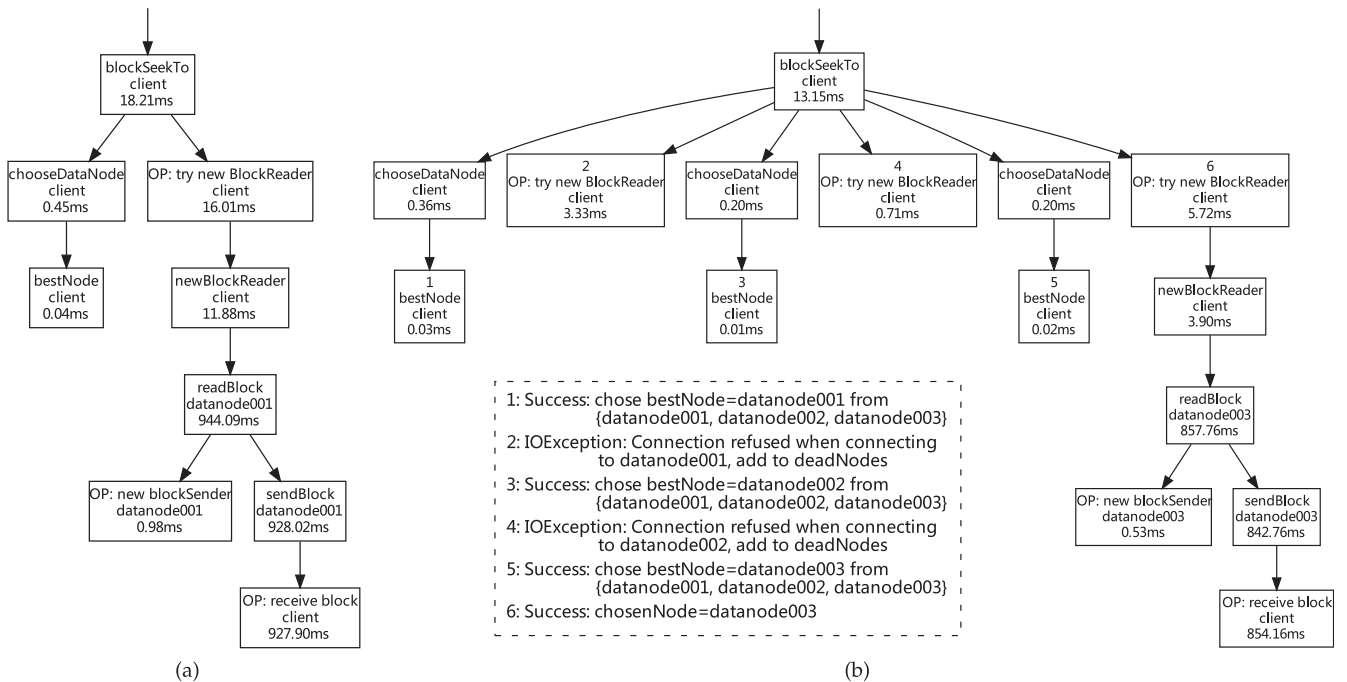 blockSeekTo
client
18.21ms
chooseDataNode
client
0.45ms
OP: try new BlockReader
client
16.01ms
bestNode
client
0.04ms
newBlockReader
client
11.88ms
readBlock
datanode001
944.09ms
OP: new blockSender
datanode001
0.98ms
sendBlock
datanode001
928.02ms
OP: receive block
client
927.90ms
(a)
blockSeekTo
client
13.15ms
chooseDataNode
client
0.36ms
2
OP: try new BlockReader
client
3.33ms
chooseDataNode
client
0.20ms
4
OP: try new BlockReader
client
0.71ms
chooseDataNode
client
0.20ms
6
OP: try new BlockReader
client
5.72ms
1
bestNode
client
0.03ms
3
bestNode
client
0.01ms
5
bestNode
client
0.02ms
newBlockReader
client
3.90ms
readBlock
datanode003
857.76ms
OP: new blockSender
datanode003
0.53ms
sendBlock
datanode003
842.76ms
OP: receive block
client
854.16ms
1: Success: chose bestNode=datanode001 from
{datanode001, datanode002, datanode003}
2: IOException: Connection refused when connecting
to datanode001, add to deadNodes
3: Success: chose bestNode=datanode002 from
{datanode001, datanode002, datanode003}
4: IOException: Connection refused when connecting
to datanode002, add to deadNodes
5: Success: chose bestNode=datanode003 from
{datanode001, datanode002, datanode003}
6: Success: chosenNode=datanode003
(b)